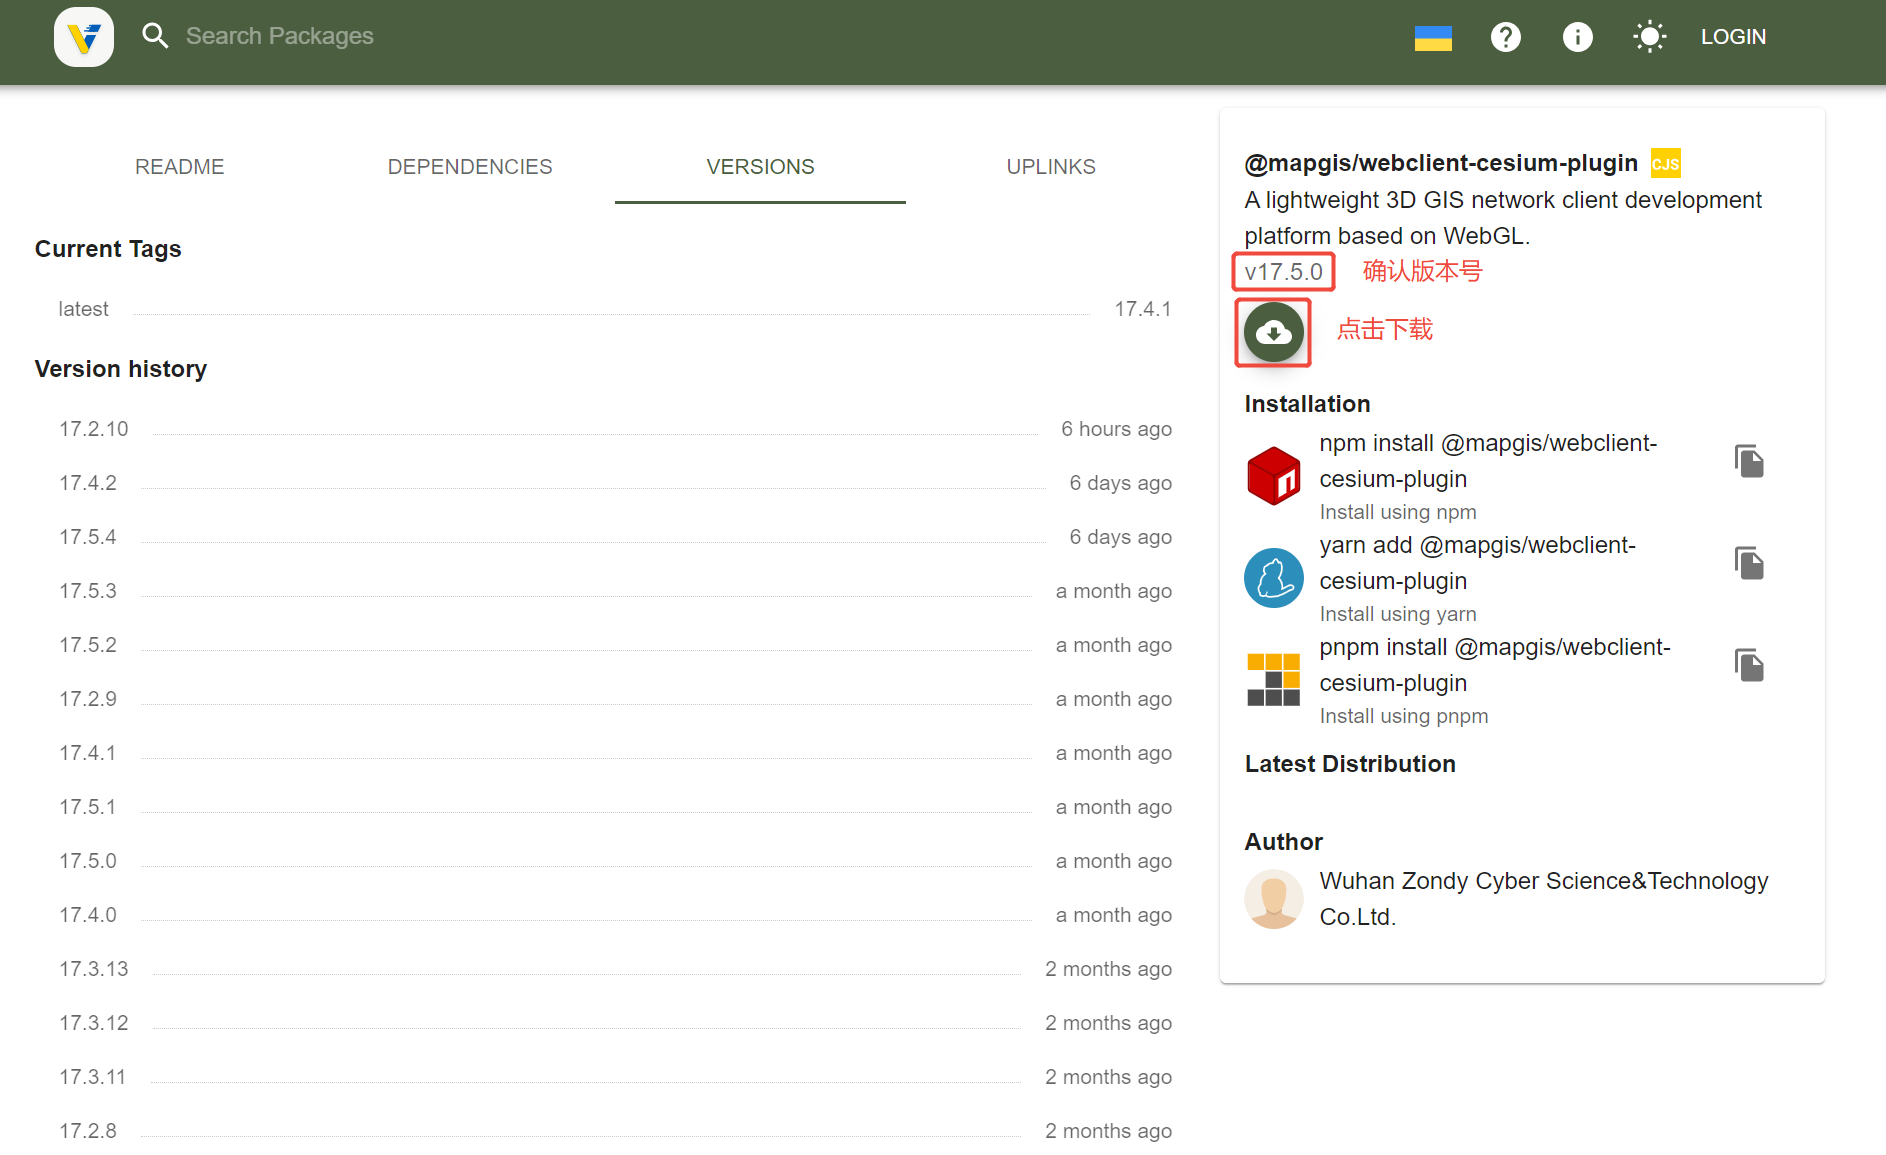 Search Packages
LOGIN
README
DEPENDENCIES
VERSIONS
UPLINKS
Current Tags
latest 17.4.1
Version history
17.2.10 6 hours ago
17.4.2 6 days ago
17.5.4 6 days ago
17.5.3 a month ago
17.5.2 a month ago
17.2.9 a month ago
17.4.1 a month ago
17.5.1 a month ago
17.5.0 a month ago
17.4.0 a month ago
17.3.13 2 months ago
17.3.12 2 months ago
17.3.11 2 months ago
17.2.8 2 months ago
@mapgis/webclient-cesium-plugin CJS
A lightweight 3D GIS network client development
platform based on WebGL.
v17.5.0 确认版本号
点击下载
Installation
npm install @mapgis/webclient-
cesium-plugin
Install using npm
yarn add @mapgis/webclient-
cesium-plugin
Install using yarn
pnpm install @mapgis/webclient-
cesium-plugin
Install using pnpm
Latest Distribution
Author
Wuhan Zondy Cyber Science&Technology
Co.Ltd.